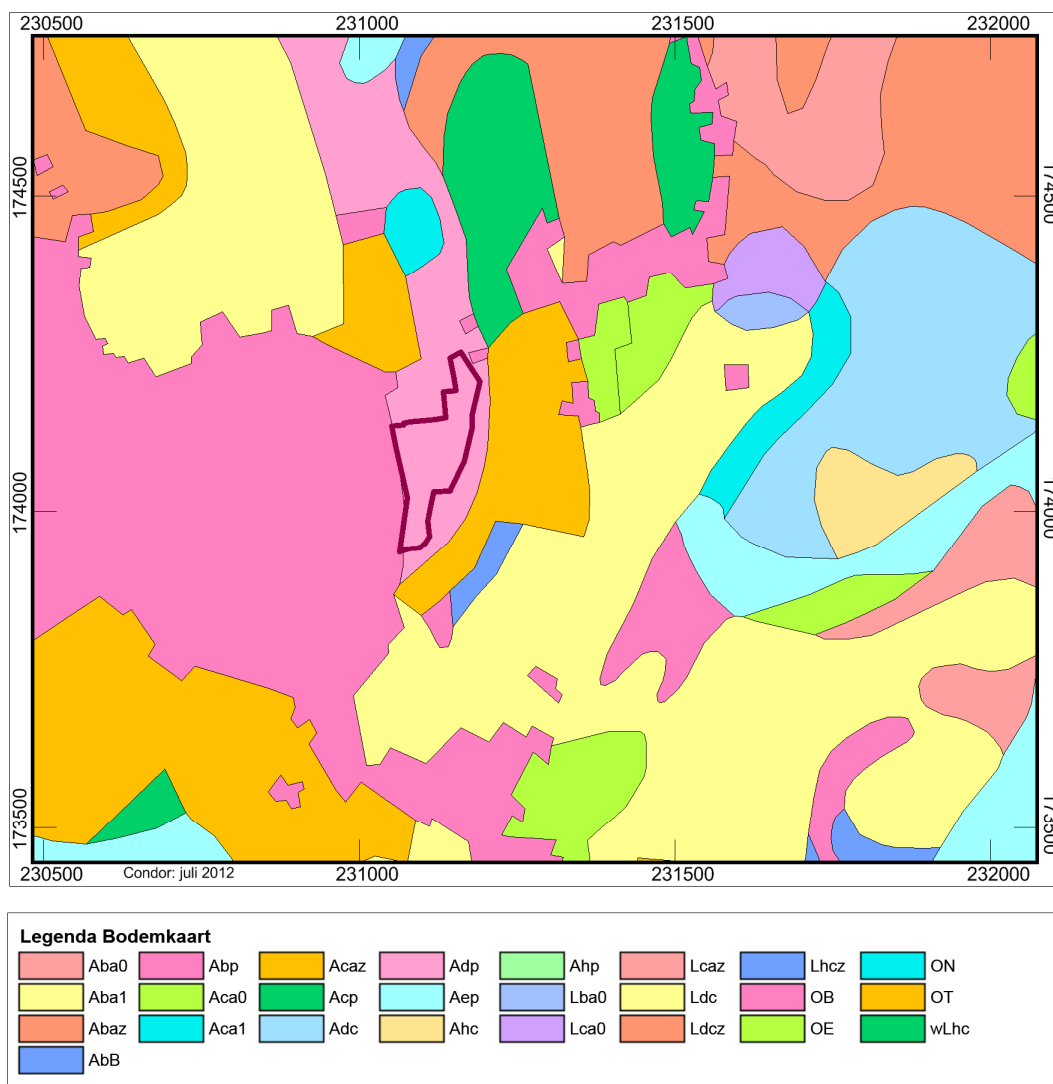 230500 231000 231500 232000
174500 174500
174000 174000
173500 173500
230500 Condor: juli 2012 231000 231500 232000
Legenda Bodemkaart
Aba0 Abp Acaz Adp Ahp Lcaz Lhcz ON
Aba1 Aca0 Acp Aep Lba0 Ldc OB OT
Abaz Aca1 Adc Ahc Lca0 Ldcz OE wLhc
AbB